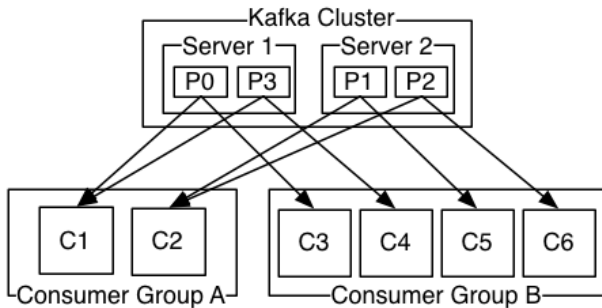 Kafka Cluster
Server 1 Server 2
P0 P3 P1 P2
C1 C2 C3 C4 C5 C6
Consumer Group A Consumer Group B